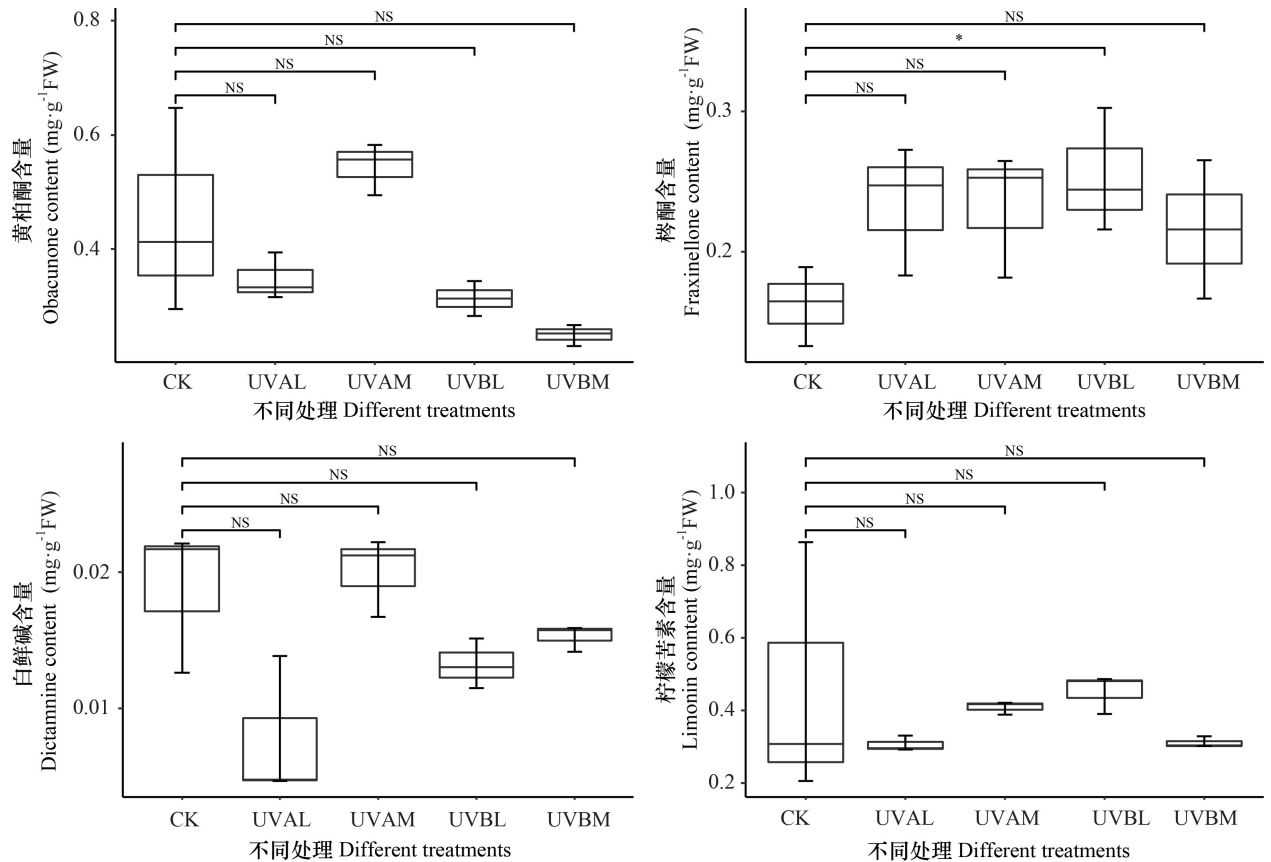 黄柏酮含量
Obacunone content (mg·g⁻¹FW)
0.8
0.6
0.4
NS
NS
NS
NS
CK UVAL UVAM UVBL UVBM
不同处理 Different treatments
梣酮含量
Fraxinellone content (mg·g⁻¹FW)
0.3
0.2
NS
*
NS
NS
CK UVAL UVAM UVBL UVBM
不同处理 Different treatments
白鲜碱含量
Dictamnine content (mg·g⁻¹FW)
0.02
0.01
NS
NS
NS
NS
CK UVAL UVAM UVBL UVBM
不同处理 Different treatments
柠檬苦素含量
Limonin content (mg·g⁻¹FW)
1.0
0.8
0.6
0.4
0.2
NS
NS
NS
NS
CK UVAL UVAM UVBL UVBM
不同处理 Different treatments